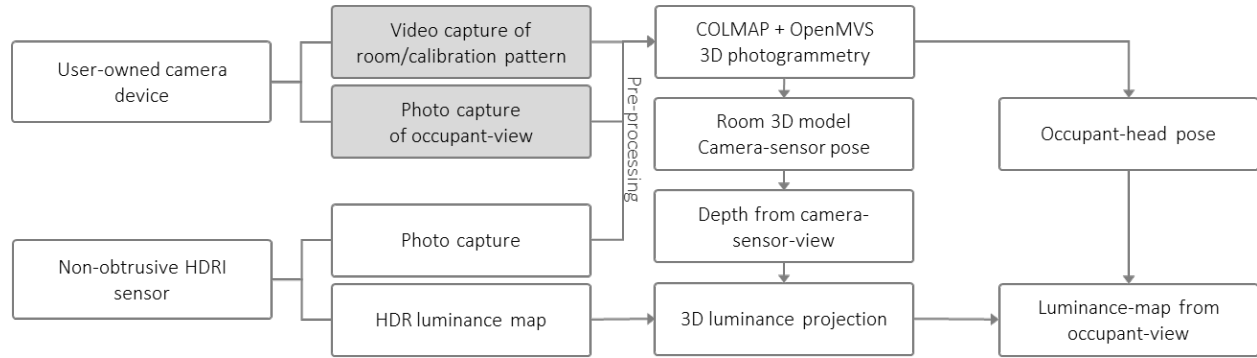 User-owned camera
device
Video capture of
room/calibration pattern
Photo capture
of occupant-view
Pre-processing
COLMAP + OpenMVS
3D photogrammetry
Room 3D model
Camera-sensor pose
Occupant-head pose
Depth from camera-
sensor-view
Non-obtrusive HDRI
sensor
Photo capture
HDR luminance map
3D luminance projection
Luminance-map from
occupant-view